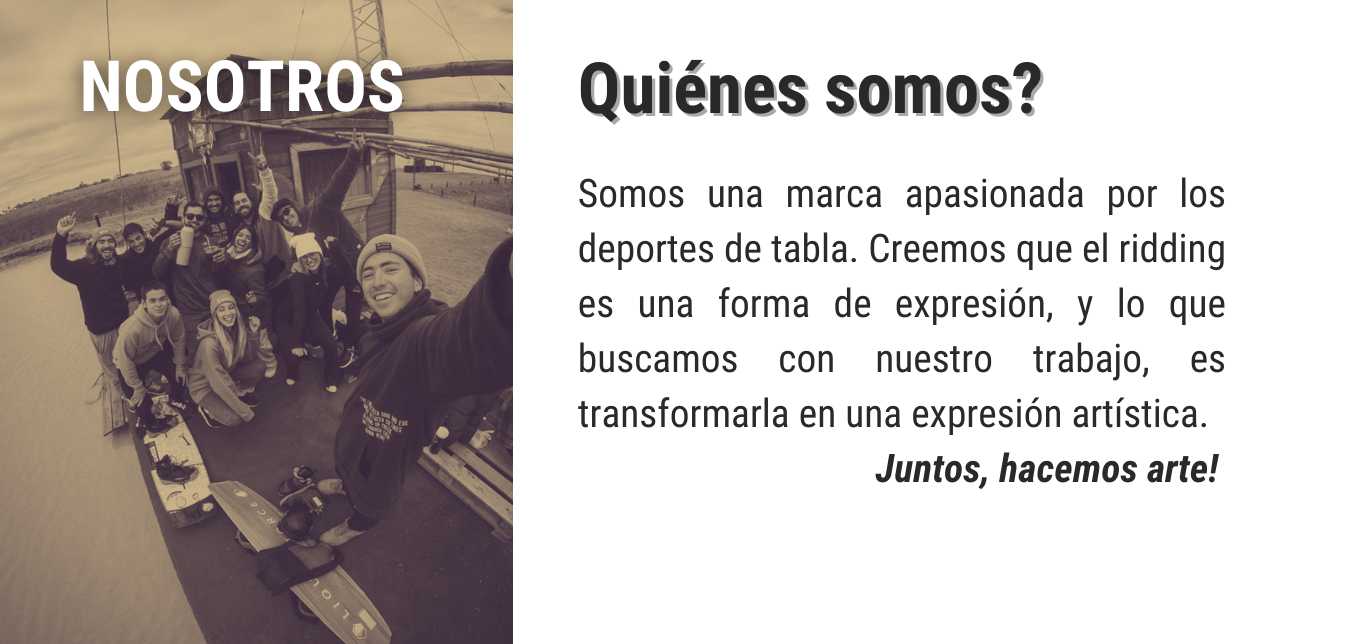 NOSOTROS
Quiénes somos?
Somos una marca apasionada por los
deportes de tabla. Creemos que el ridding
es una forma de expresión, y lo que
buscamos con nuestro trabajo, es
transformarla en una expresión artística.
Juntos, hacemos arte!